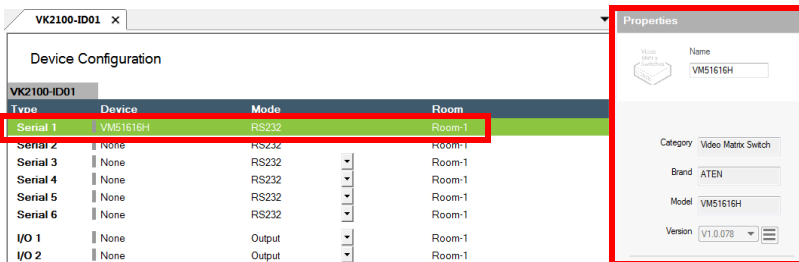 VK2100-ID01 ×
Device Configuration
VK2100-ID01
Type Device Mode Room
Serial 1 VM51616H RS232 Room-1
Serial 2 None RS232 Room-1
Serial 3 None RS232 Room-1
Serial 4 None RS232 Room-1
Serial 5 None RS232 Room-1
Serial 6 None RS232 Room-1
I/O 1 None Output Room-1
I/O 2 None Output Room-1
Properties
Video
Matrix
Switches
Name
VM51616H
Category Video Matrix Switch
Brand ATEN
Model VM51616H
Version V1.0.078